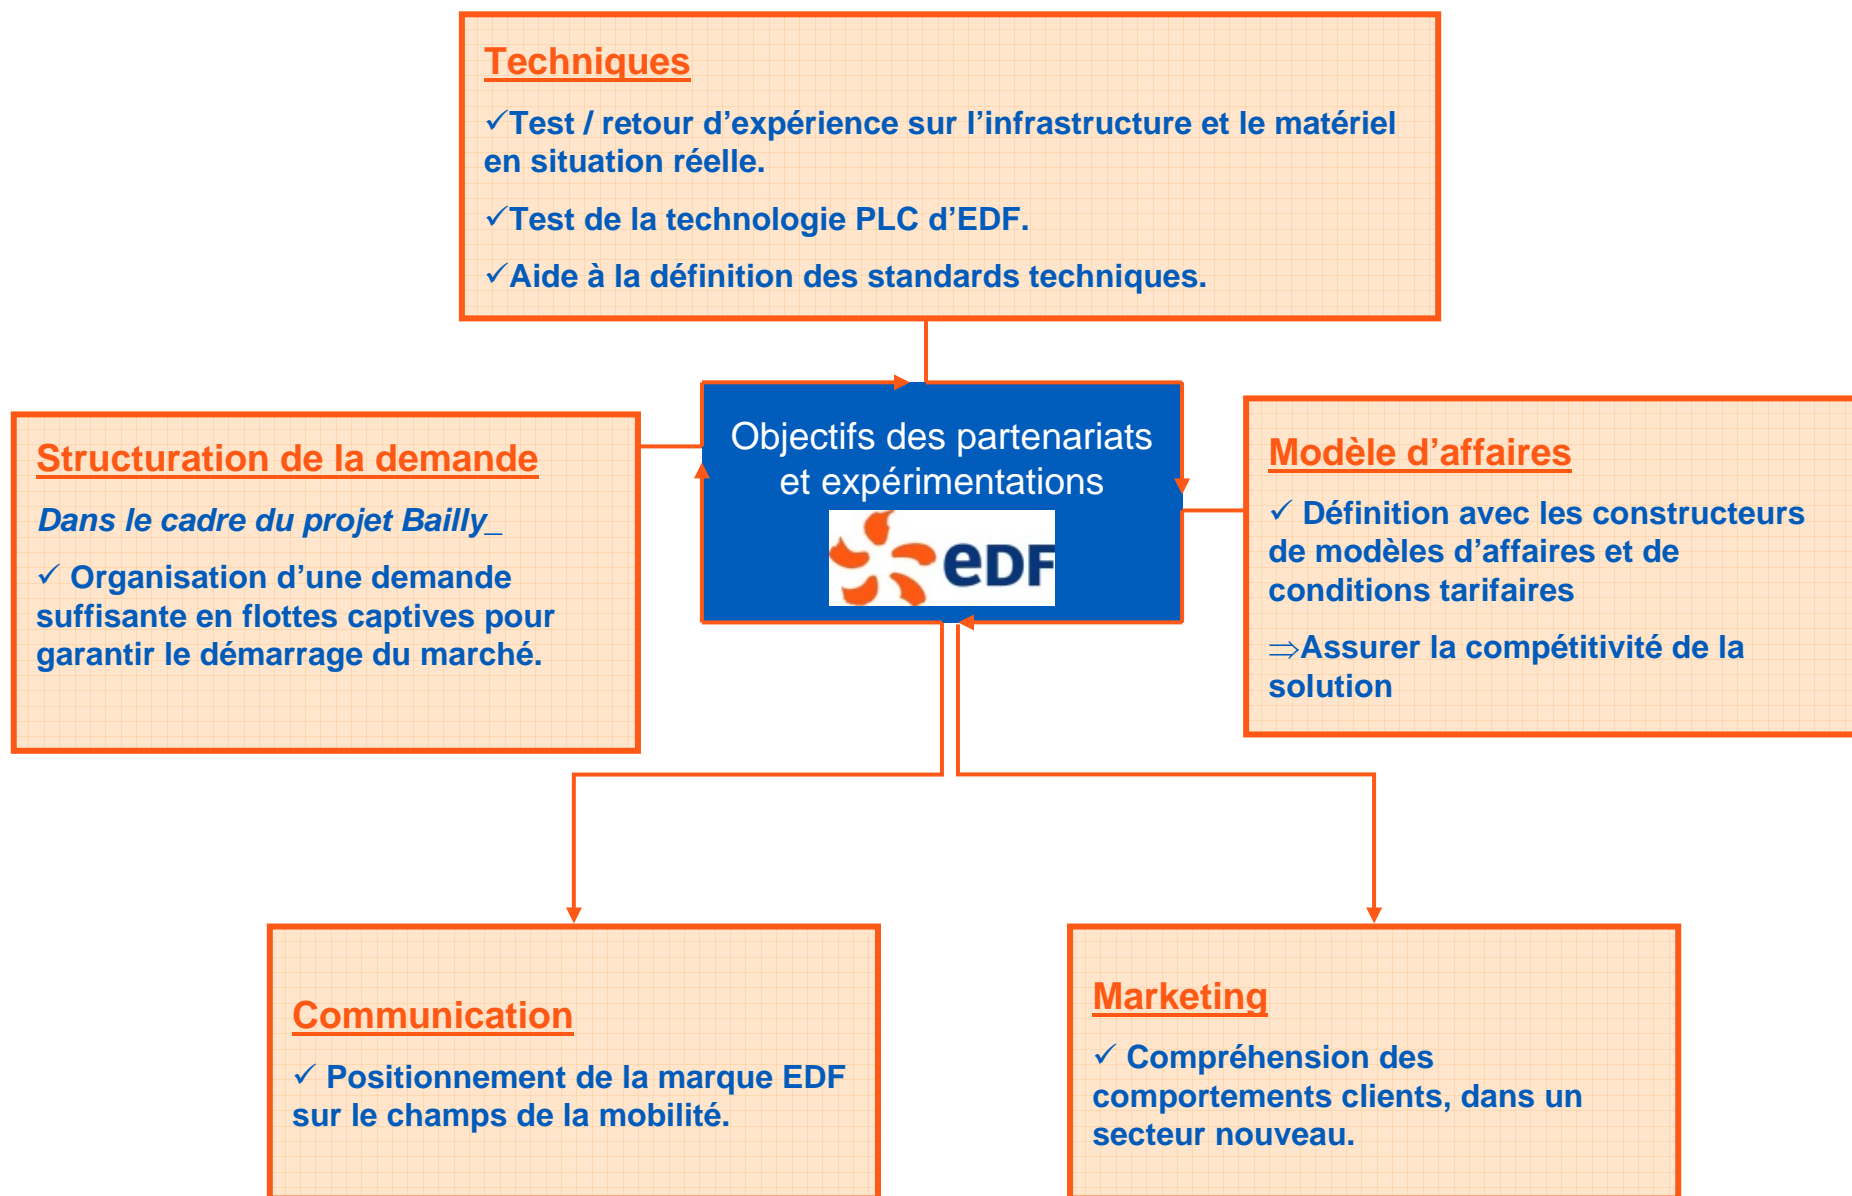 Techniques
✓Test / retour d’expérience sur l’infrastructure et le matériel
en situation réelle.
✓Test de la technologie PLC d’EDF.
✓Aide à la définition des standards techniques.
Structuration de la demande
Dans le cadre du projet Bailly_
✓ Organisation d’une demande
suffisante en flottes captives pour
garantir le démarrage du marché.
Objectifs des partenariats
et expérimentations
eDF
Modèle d’affaires
✓ Définition avec les constructeurs
de modèles d’affaires et de
conditions tarifaires
⇒Assurer la compétitivité de la
solution
Communication
✓ Positionnement de la marque EDF
sur le champs de la mobilité.
Marketing
✓ Compréhension des
comportements clients, dans un
secteur nouveau.